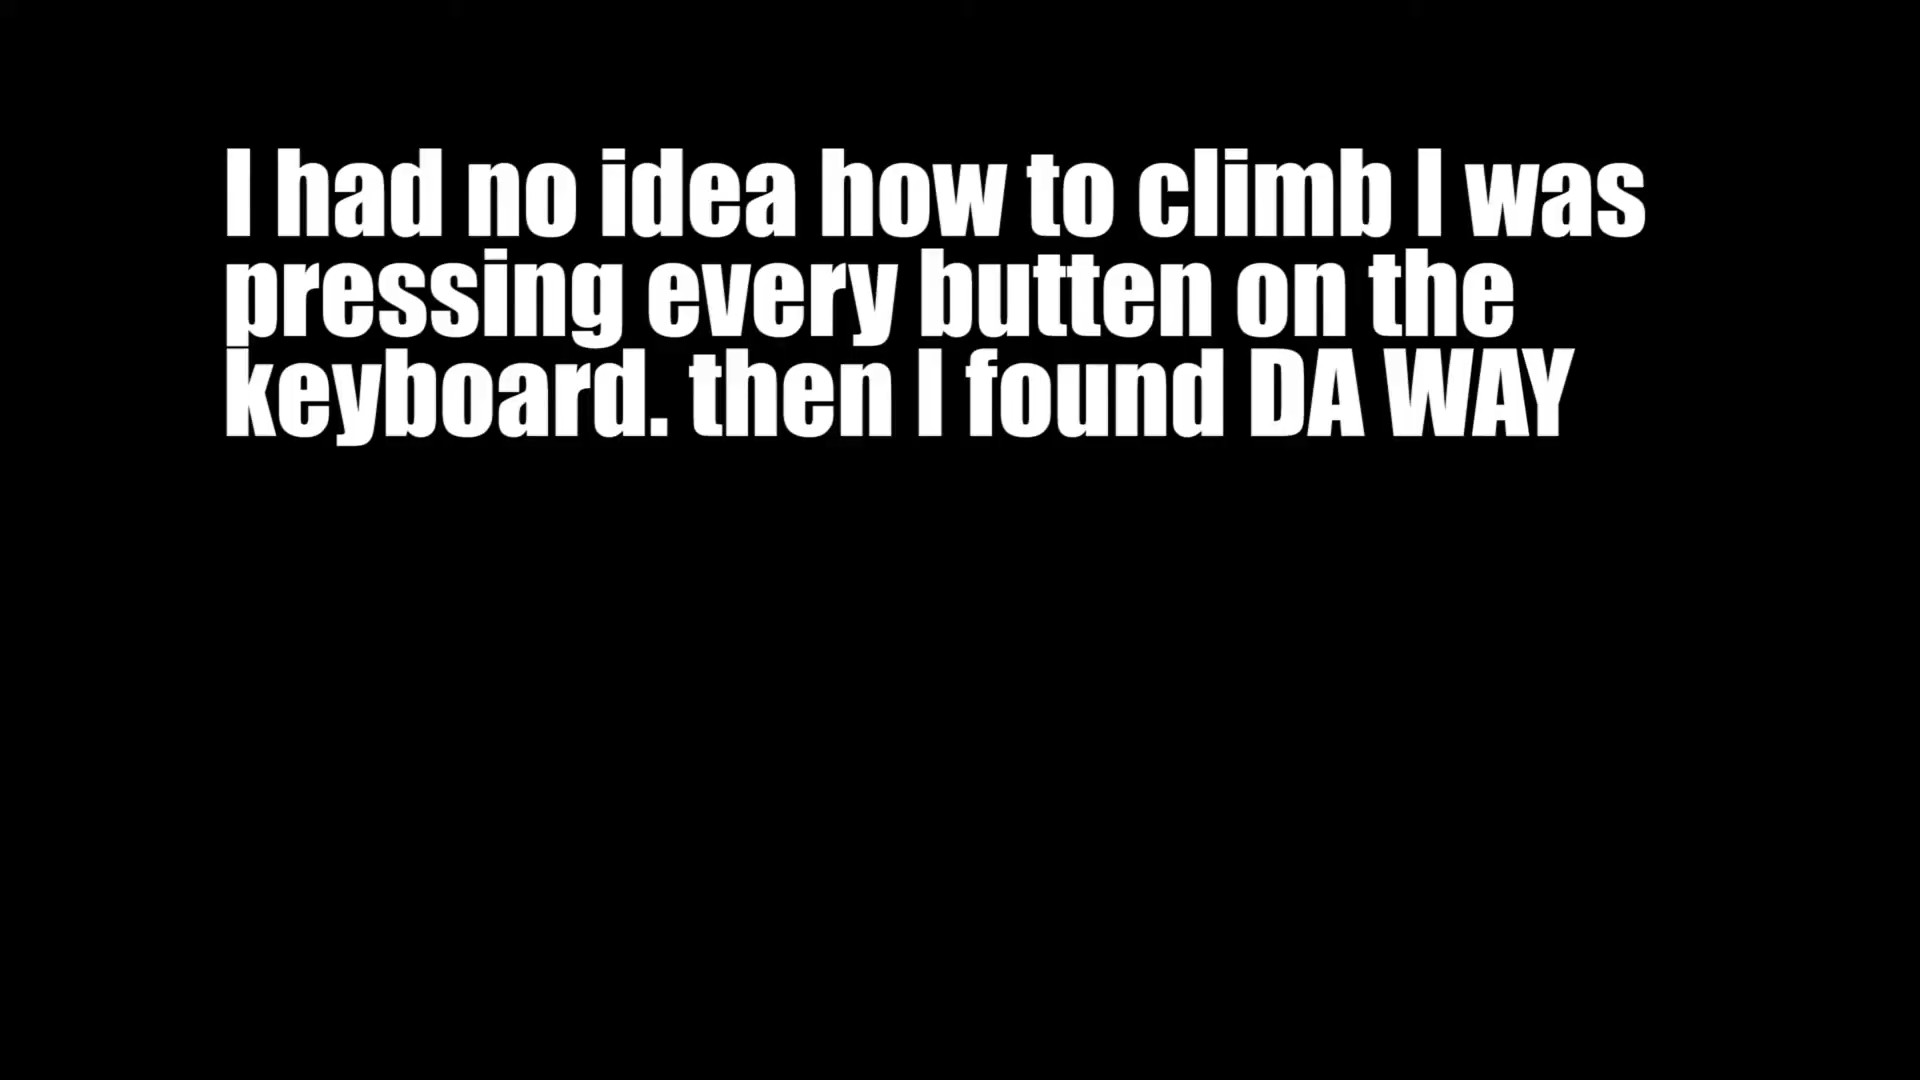 I had no idea how to climb I was
pressing every butten on the
keyboard. then I found DA WAY